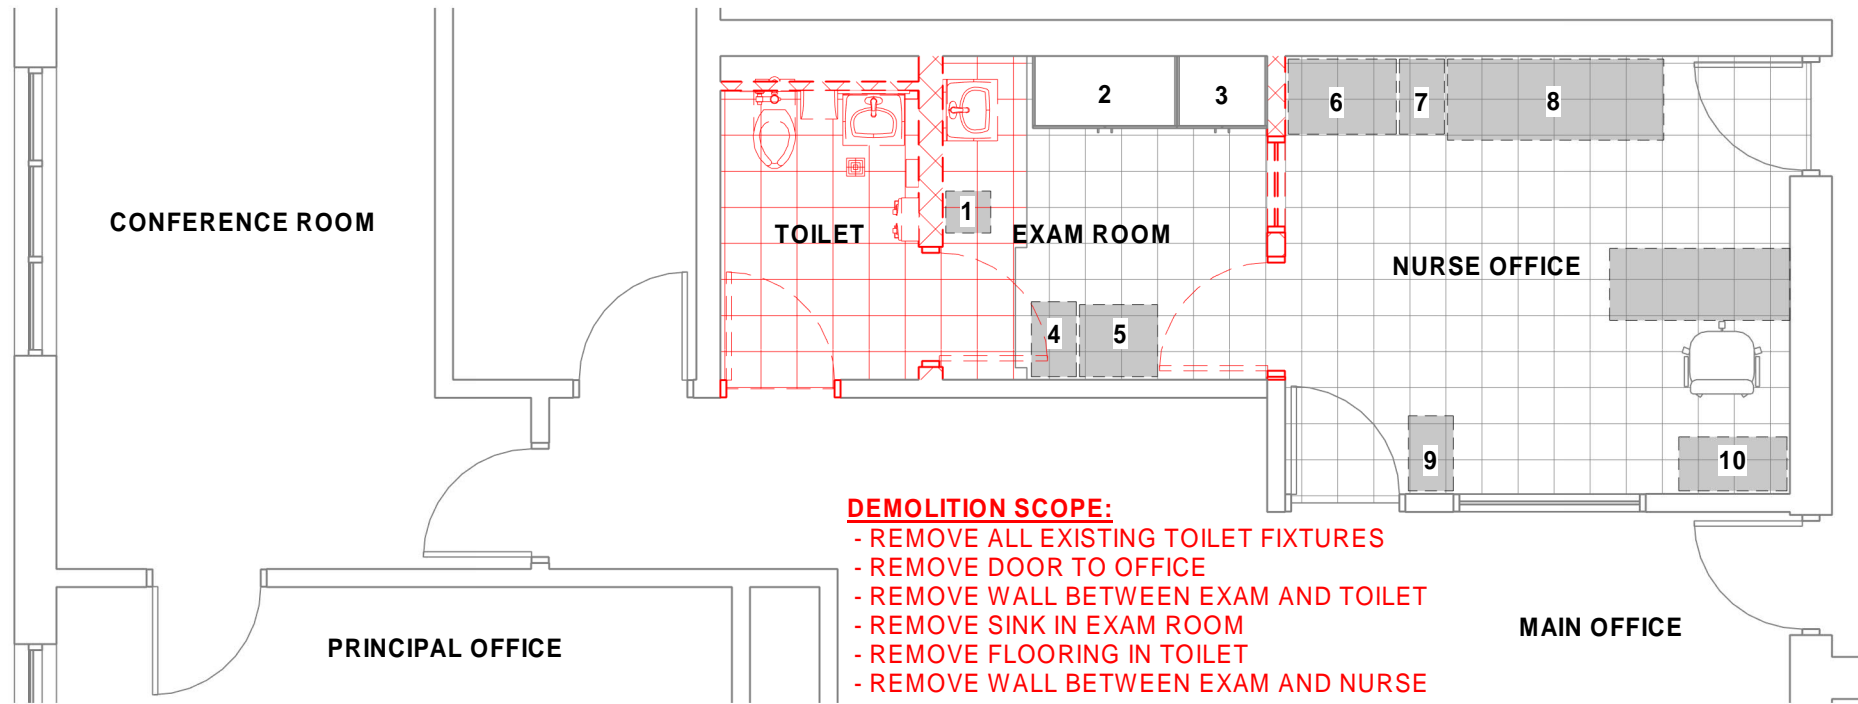 2
3
6
7
8
1
CONFERENCE ROOM
TOILET
EXAM ROOM
NURSE OFFICE
4
5
9
10
DEMOLITION SCOPE:
- REMOVE ALL EXISTING TOILET FIXTURES
- REMOVE DOOR TO OFFICE
- REMOVE WALL BETWEEN EXAM AND TOILET
- REMOVE SINK IN EXAM ROOM
- REMOVE FLOORING IN TOILET
- REMOVE WALL BETWEEN EXAM AND NURSE
PRINCIPAL OFFICE
MAIN OFFICE